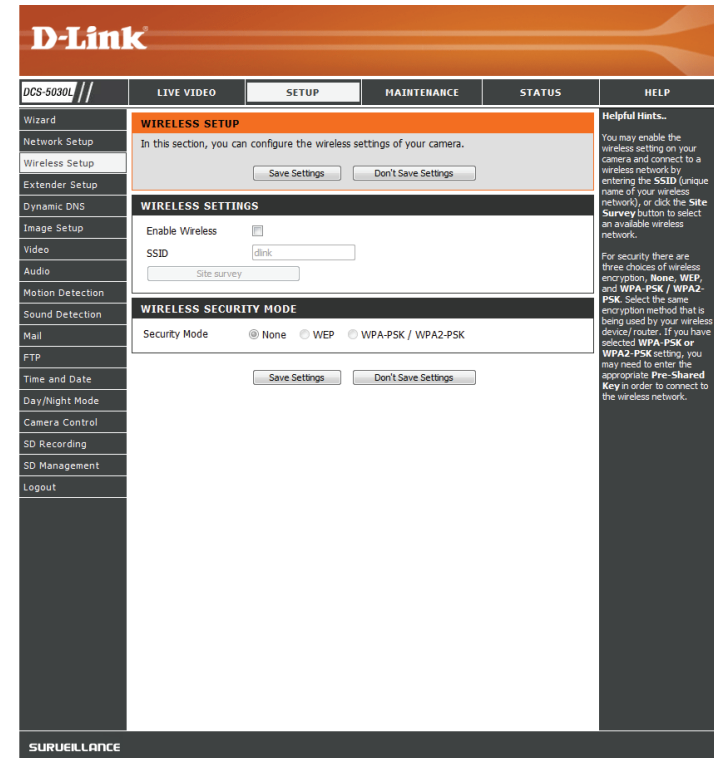 D-Link
DCS-5030L //
LIVE VIDEO
SETUP
MAINTENANCE
STATUS
HELP
Wizard
Network Setup
Wireless Setup
Extender Setup
Dynamic DNS
Image Setup
Video
Audio
Motion Detection
Sound Detection
Mail
FTP
Time and Date
Day/Night Mode
Camera Control
SD Recording
SD Management
Logout
WIRELESS SETUP
In this section, you can configure the wireless settings of your camera.
Save Settings
Don't Save Settings
WIRELESS SETTINGS
Enable Wireless
SSID
dlink
Site survey
WIRELESS SECURITY MODE
Security Mode
None
WEP
WPA-PSK / WPA2-PSK
Save Settings
Don't Save Settings
Helpful Hints..
You may enable the
wireless setting on your
camera and connect to a
wireless network by
entering the SSID (unique
name of your wireless
network), or click the Site
Survey button to select
an available wireless
network.
For security there are
three choices of wireless
encryption, None, WEP,
and WPA-PSK / WPA2-
PSK. Select the same
encryption method that is
being used by your wireless
device/router. If you have
selected WPA-PSK or
WPA2-PSK setting, you
may need to enter the
appropriate Pre-Shared
Key in order to connect to
the wireless network.
SURVEILLANCE